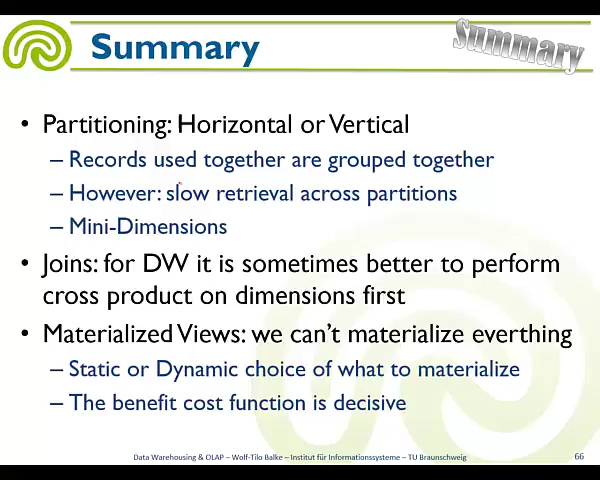 Summary
Summary
• Partitioning: Horizontal or Vertical
– Records used together are grouped together
– However: slow retrieval across partitions
– Mini-Dimensions
• Joins: for DW it is sometimes better to perform
cross product on dimensions first
• Materialized Views: we can't materialize everthing
– Static or Dynamic choice of what to materialize
– The benefit cost function is decisive
Data Warehousing & OLAP – Wolf-Tilo Balke – Institut für Informationssysteme – TU Braunschweig
66